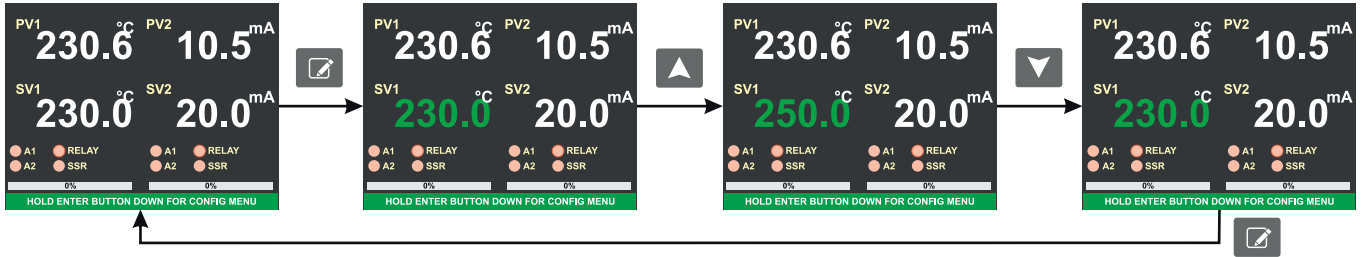 PV1 °C PV2 mA
230.6 10.5
SV1 °C SV2 mA
230.0 20.0
A1 RELAY A1 RELAY
A2 SSR A2 SSR
0% 0%
HOLD ENTER BUTTON DOWN FOR CONFIG MENU
PV1 °C PV2 mA
230.6 10.5
SV1 °C SV2 mA
230.0 20.0
A1 RELAY A1 RELAY
A2 SSR A2 SSR
0% 0%
HOLD ENTER BUTTON DOWN FOR CONFIG MENU
PV1 °C PV2 mA
230.6 10.5
SV1 °C SV2 mA
250.0 20.0
A1 RELAY A1 RELAY
A2 SSR A2 SSR
0% 0%
HOLD ENTER BUTTON DOWN FOR CONFIG MENU
PV1 °C PV2 mA
230.6 10.5
SV1 °C SV2 mA
230.0 20.0
A1 RELAY A1 RELAY
A2 SSR A2 SSR
0% 0%
HOLD ENTER BUTTON DOWN FOR CONFIG MENU